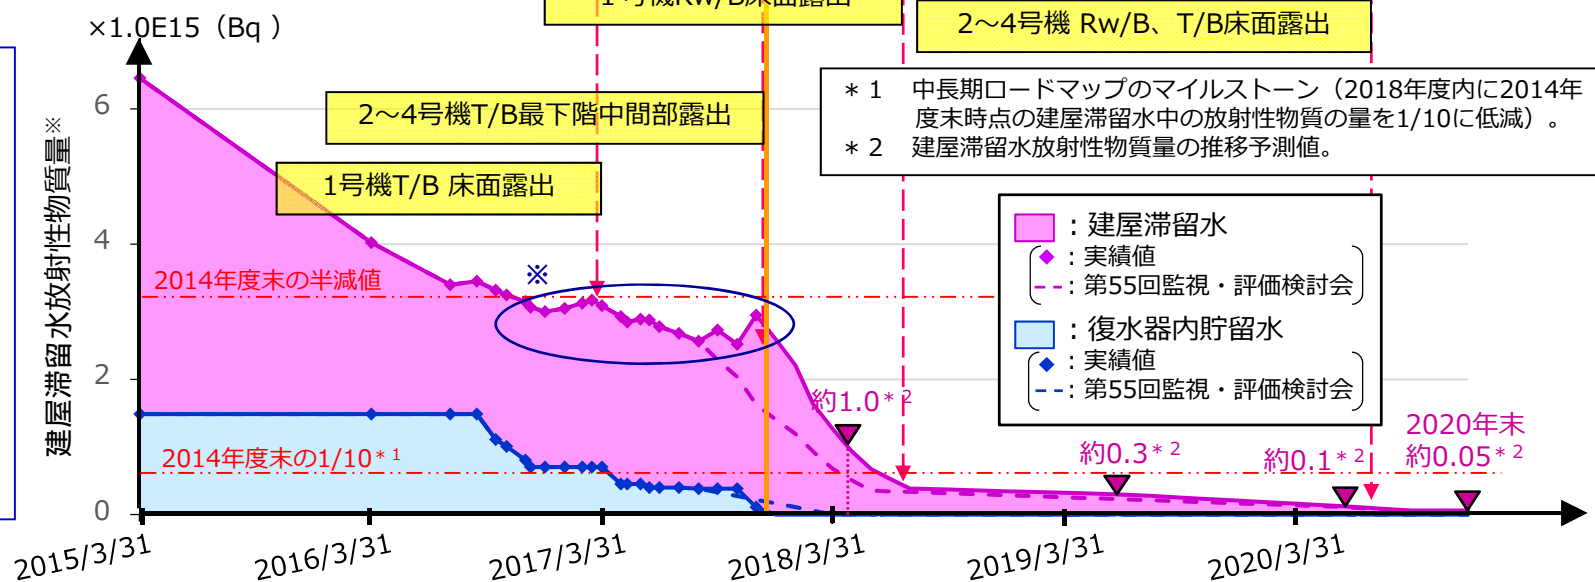 1号機Rw/B床面露出
2～4号機 Rw/B、T/B床面露出
×1.0E15（Bq ）
＊1 中長期ロードマップのマイルストーン（2018年度内に2014年
度末時点の建屋滞留水中の放射性物質の量を1/10に低減）。
＊2 建屋滞留水放射性物質量の推移予測値。
2～4号機T/B最下階中間部露出
1号機T/B 床面露出
建屋滞留水放射性物質量※
6
4
2
0
2014年度末の半減値
※
：建屋滞留水
：実績値
：第55回監視・評価検討会
：復水器内貯留水
：実績値
：第55回監視・評価検討会
2014年度末の1/10＊1
約1.0＊2
約0.3＊2
約0.1＊2
2020年末
約0.05＊2
2015/3/31
2016/3/31
2017/3/31
2018/3/31
2019/3/31
2020/3/31